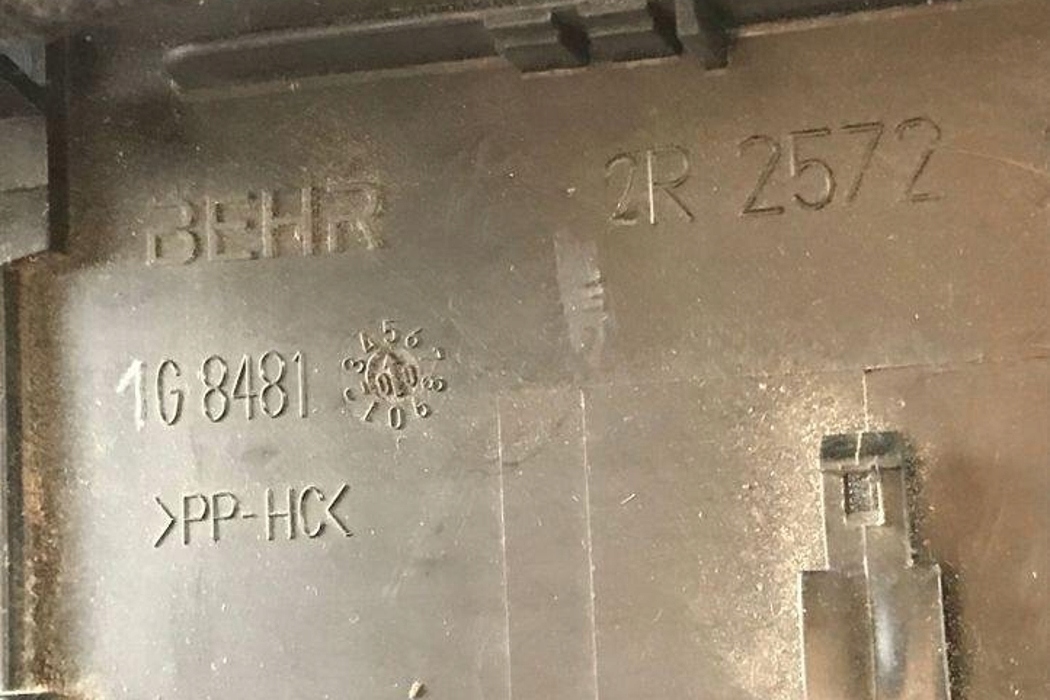 BEHR
2R 2572
1G 8481
>PP-HC<